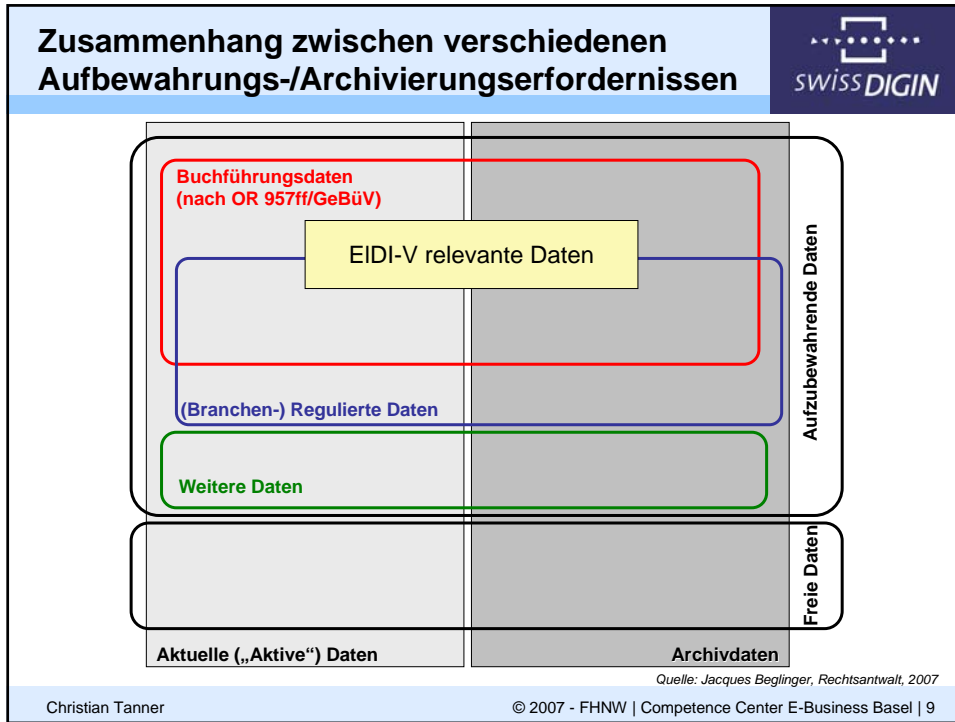 Zusammenhang zwischen verschiedenen
Aufbewahrungs-/Archivierungserfordernissen
swissDIGIN
Buchführungsdaten
(nach OR 957ff/GeBüV)
ElDI-V relevante Daten
(Branchen-) Regulierte Daten
Weitere Daten
Aufzubewahrende Daten
Freie Daten
Aktuelle („Aktive“) Daten
Archivdaten
Quelle: Jacques Beglinger, Rechtsantwalt, 2007
Christian Tanner
© 2007 - FHNW | Competence Center E-Business Basel | 9